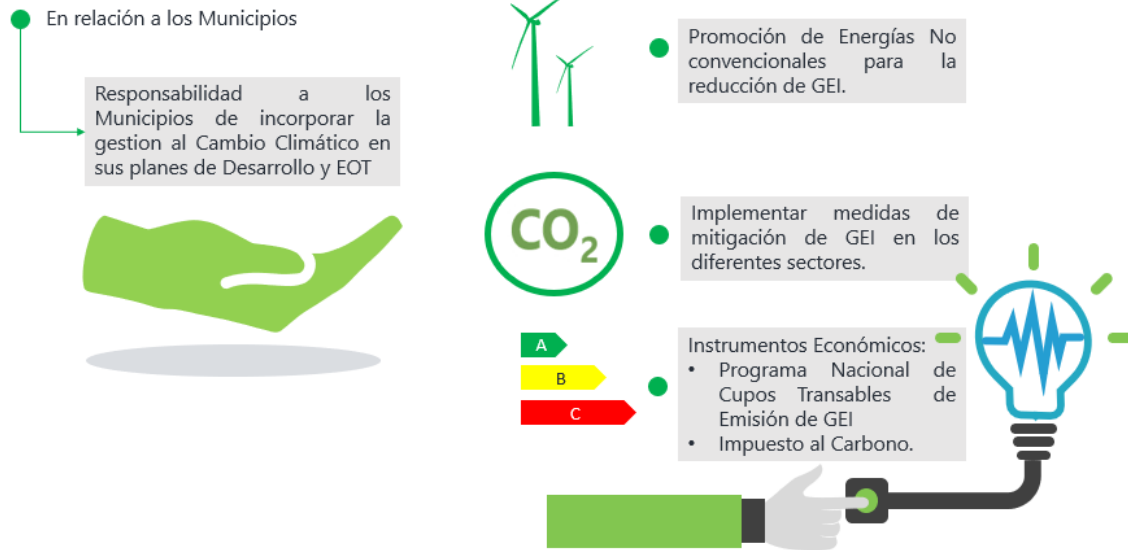 En relación a los Municipios
Responsabilidad a los
Municipios de incorporar la
gestion al Cambio Climático en
sus planes de Desarrollo y EOT
Promoción de Energías No
convencionales para la
reducción de GEI.
CO₂
Implementar medidas de
mitigación de GEI en los
diferentes sectores.
A
B
C
Instrumentos Económicos:
• Programa Nacional de
Cupos Transables de
Emisión de GEI
• Impuesto al Carbono.